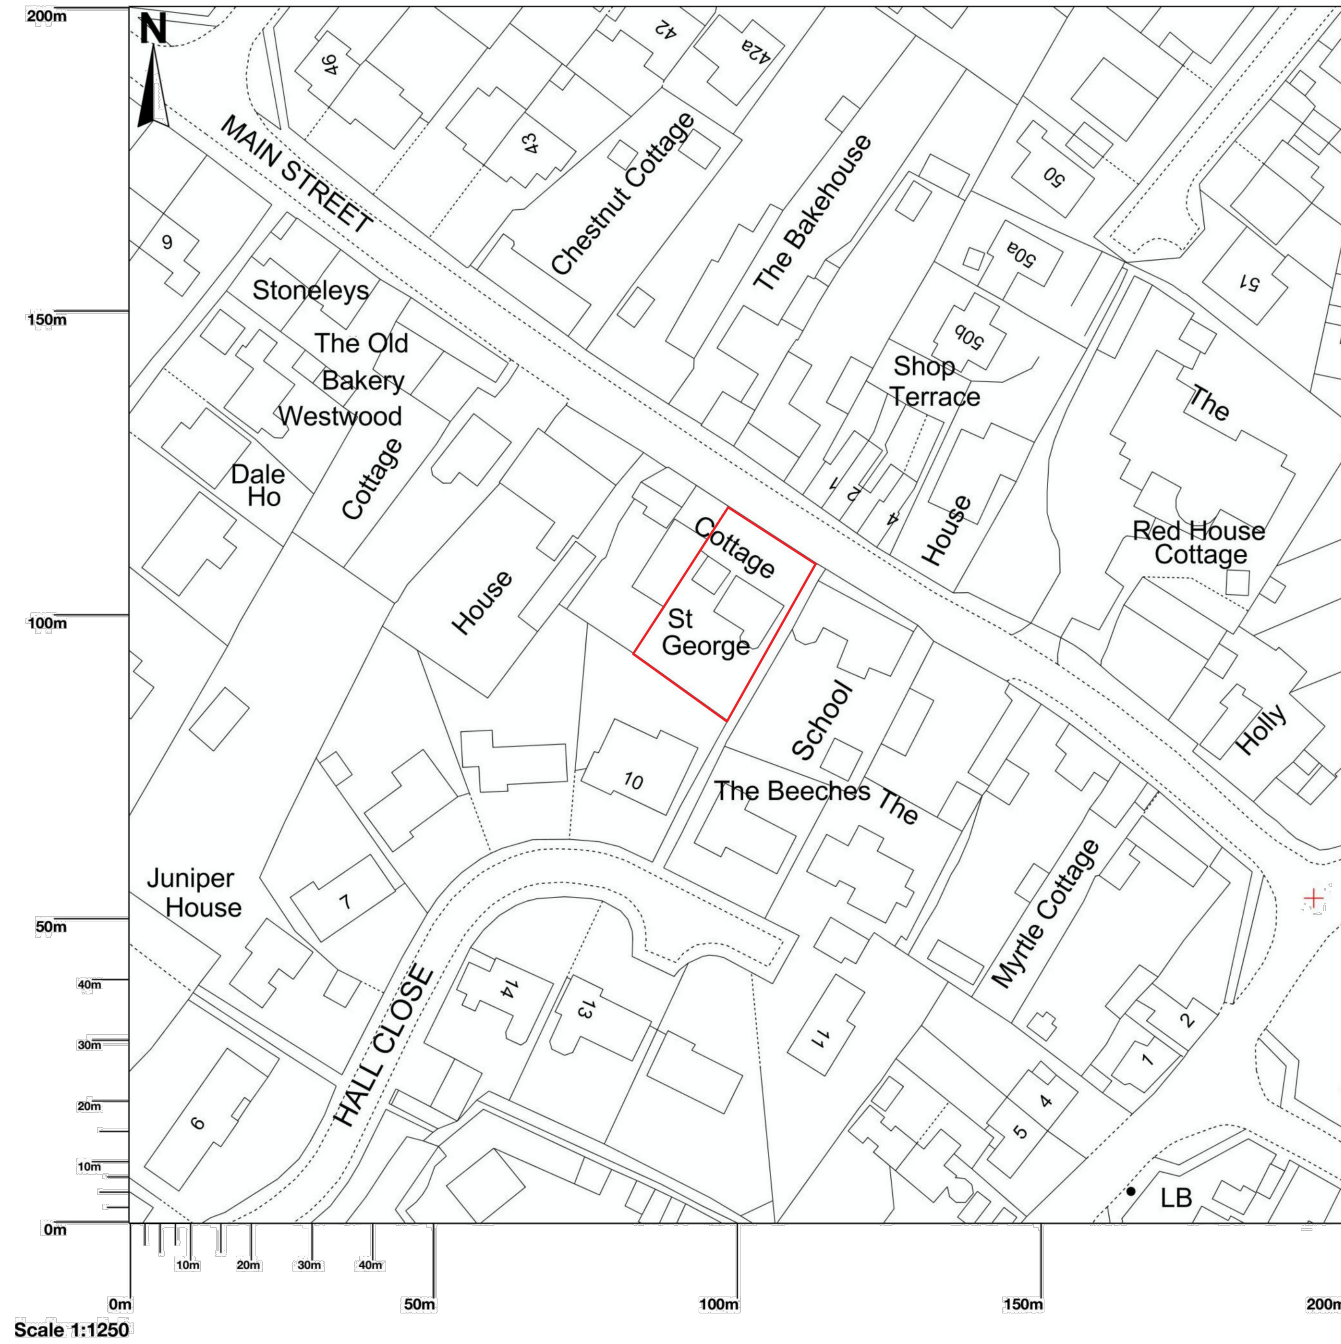 200m
N
46
42
42a
43
MAIN STREET
Chestnut Cottage
The Bakehouse
50
9
50a
51
Stoneleys
150m
50b
The Old
Bakery
Westwood
Shop
Terrace
The
Cottage
Dale
Ho
1
2
4
House
Red House
Cottage
Cottage
House
St
George
100m
School
Holly
10
The Beeches
The
Juniper
House
7
Myrtle Cottage
50m
40m
14
13
11
HALL CLOSE
2
1
30m
4
5
20m
6
10m
LB
0m
10m
20m
30m
40m
0m
50m
100m
150m
200m
Scale 1:1250